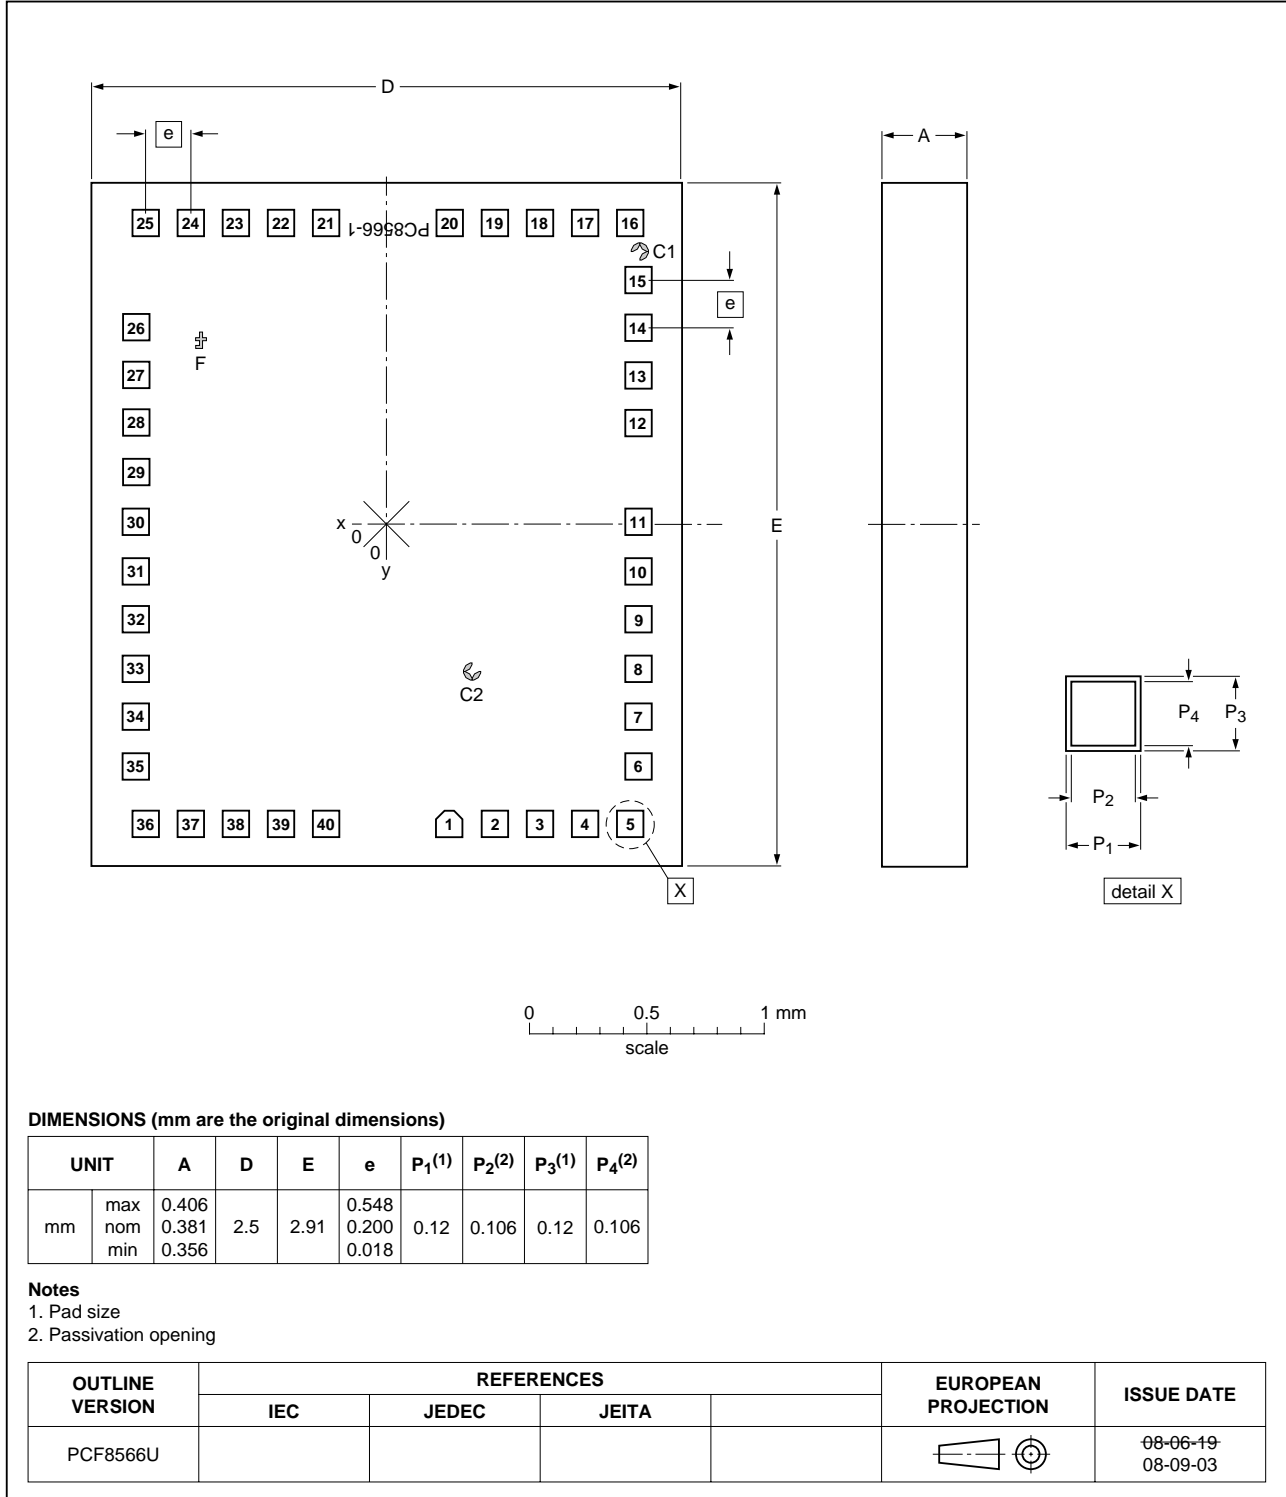 D
e
A
25 24 23 22 21 PC8566-1 20 19 18 17 16
C1
15
e
26
F
14
27
13
28
12
29
x
0
0
y
30
11
E
31
10
32
9
33
8
C2
34
7
35
6
36 37 38 39 40 1 2 3 4 5
X
P4 P3
P2
P1
detail X
0 0.5 1 mm
scale
DIMENSIONS (mm are the original dimensions)
UNIT A D E e P1(1) P2(2) P3(1) P4(2)
mm max nom min 0.406 0.381 0.356 2.5 2.91 0.548 0.200 0.018 0.12 0.106 0.12 0.106
Notes
1. Pad size
2. Passivation opening
OUTLINE VERSION REFERENCES EUROPEAN PROJECTION ISSUE DATE
IEC JEDEC JEITA
PCF8566U
08-06-19
08-09-03